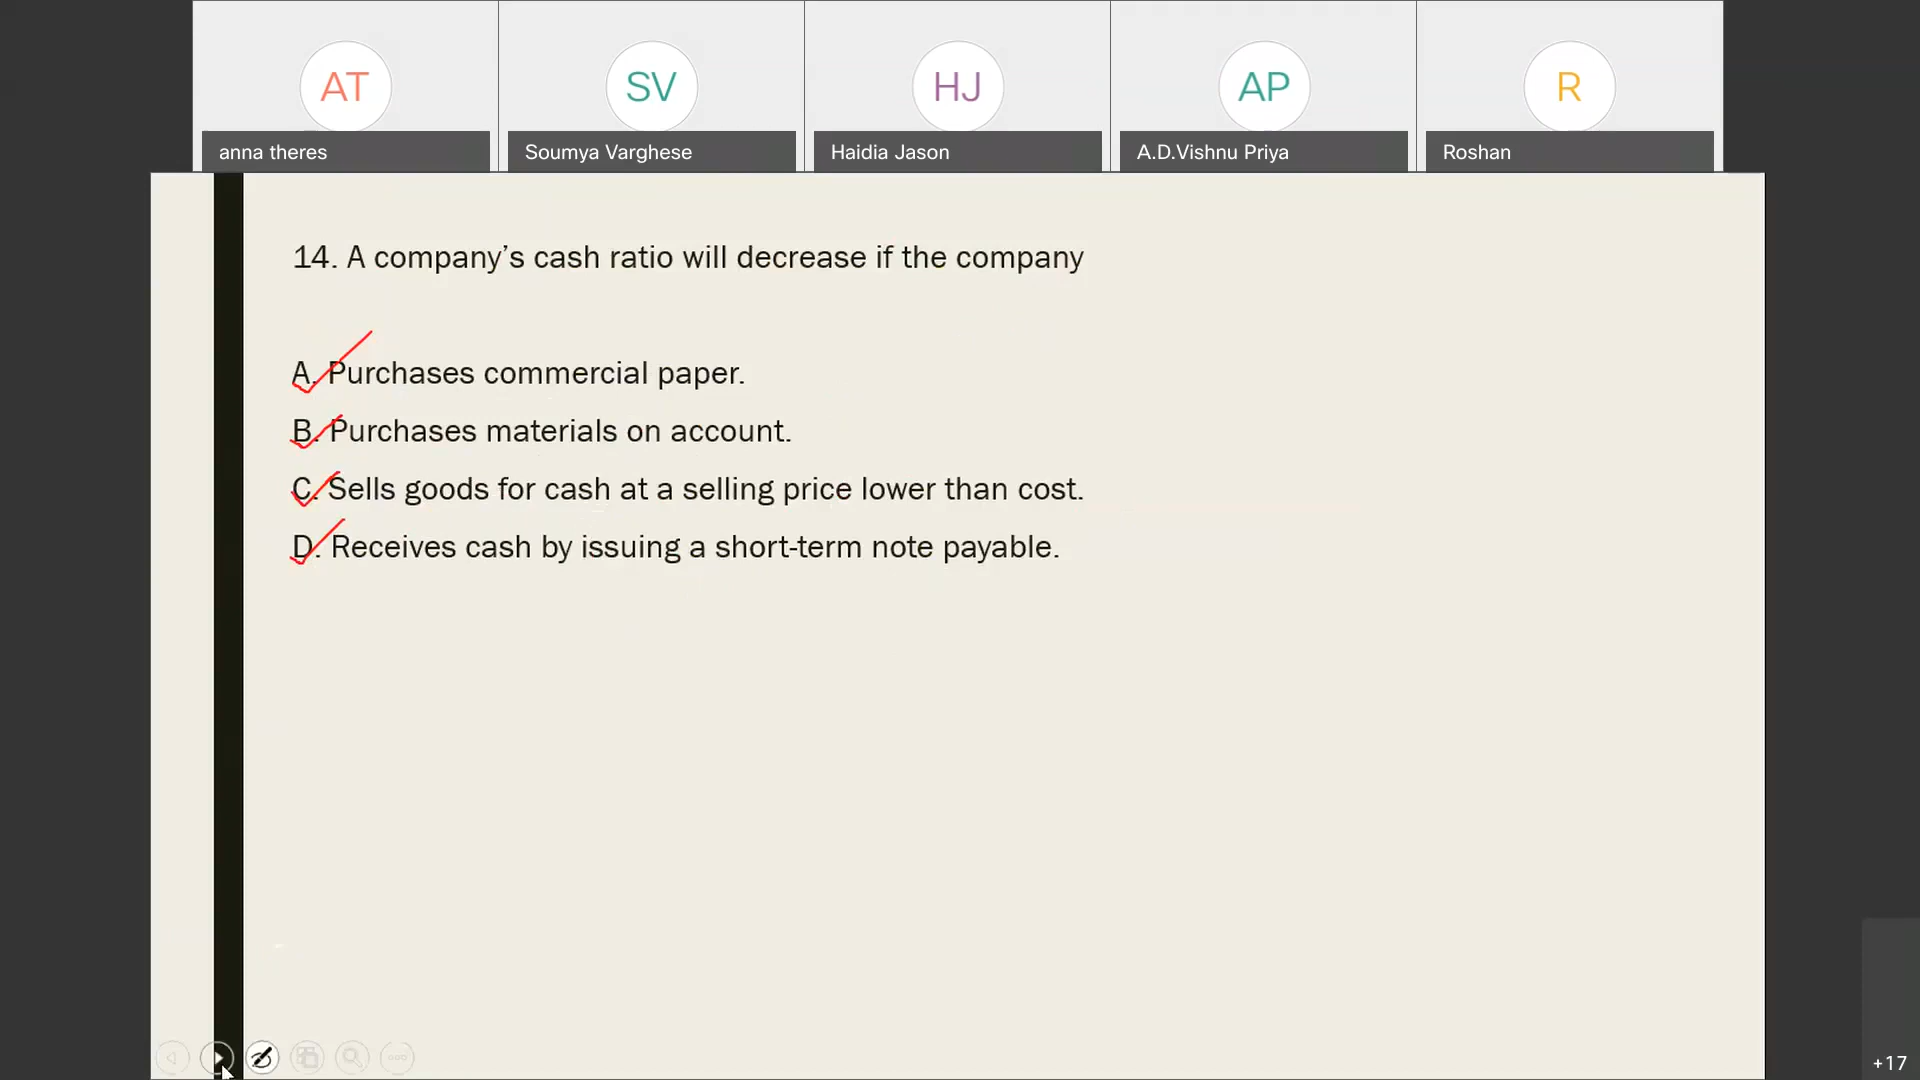 AT SV HJ AP R
anna theres Soumya Varghese Haidia Jason A.D.Vishnu Priya Roshan
14. A company’s cash ratio will decrease if the company
A. Purchases commercial paper.
B. Purchases materials on account.
C. Sells goods for cash at a selling price lower than cost.
D. Receives cash by issuing a short-term note payable.
+17